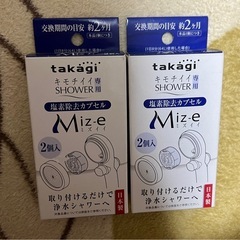 交換期間の目安 約2ヶ月
takagi
キモチイイ専用
SHOWER
塩素除去カプセル
Miz-e
ミズイイ
2個入
取り付けるだけで
浄水シャワーへ
日本製
交換期間の目安 約2ヶ月
takagi
キモチイイ専用
SHOWER
塩素除去カプセル
Miz-e
ミズイイ
2個入
取り付けるだけで
浄水シャワーへ
日本製